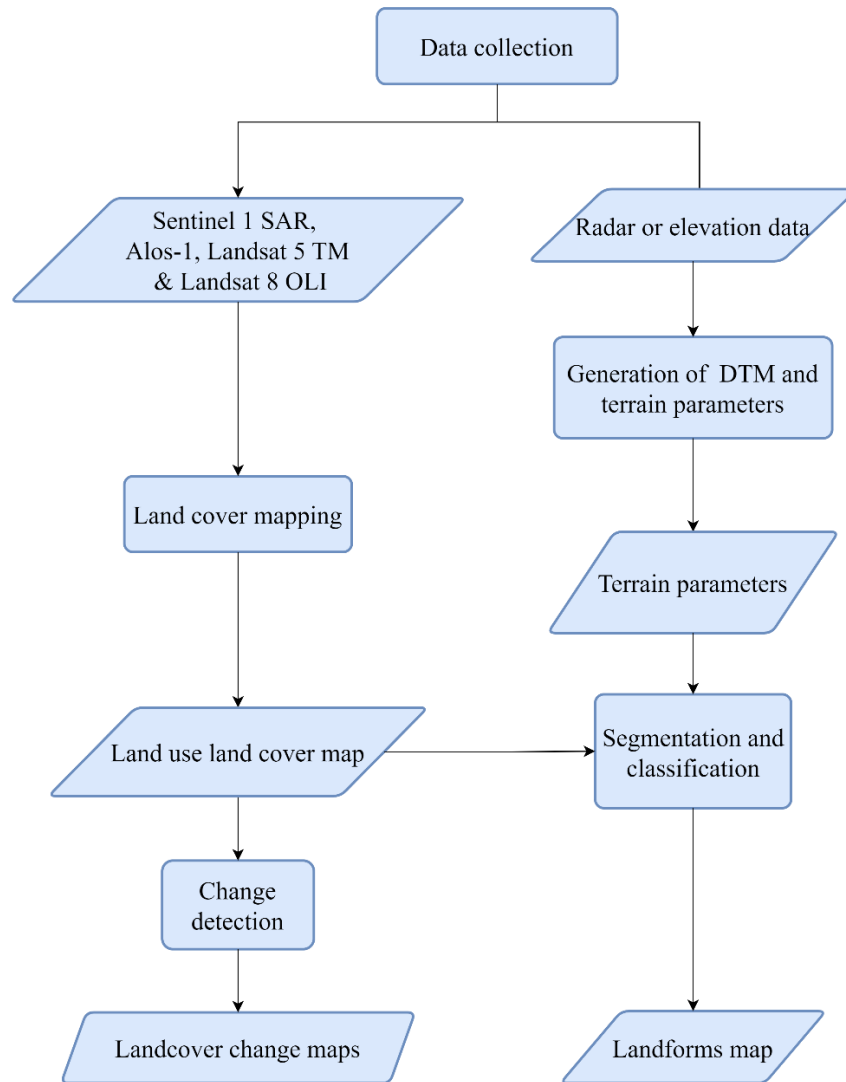 Data collection
Sentinel 1 SAR,
Alos-1, Landsat 5 TM
& Landsat 8 OLI
Radar or elevation data
Generation of DTM and
terrain parameters
Land cover mapping
Terrain parameters
Land use land cover map
Segmentation and
classification
Change
detection
Landcover change maps
Landforms map